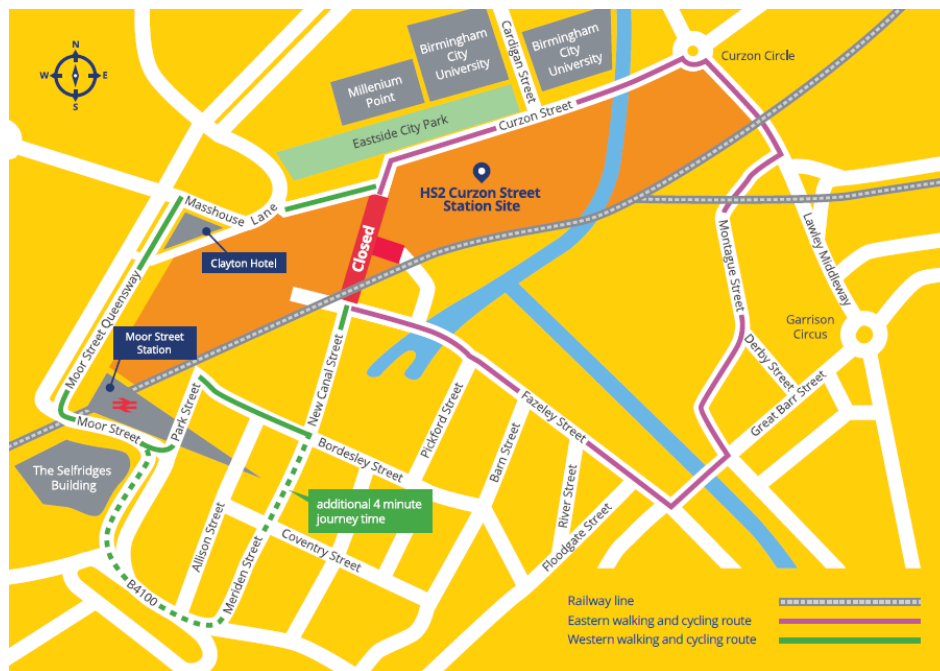 N
W
E
S
Millenium
Point
Birmingham
City
University
Cardigan Street
Birmingham
City
University
Curzon Circle
Eastside City Park
Curzon Street
HS2 Curzon Street
Station Site
Masshouse Lane
Clayton Hotel
Closed
Moor Street Queensway
Moor Street
Station
Montague Street
Lawley Middleway
Garrison
Circus
Derby Street
Great Barr Street
New Canal Street
Park Street
Moor Street
The Selfridges
Building
Bordesley Street
Pickford Street
Fazeley Street
Barn Street
River Street
Floodgate Street
additional 4 minute
journey time
Allison Street
Coventry Street
Meriden Street
B4100
Railway line
Eastern walking and cycling route
Western walking and cycling route